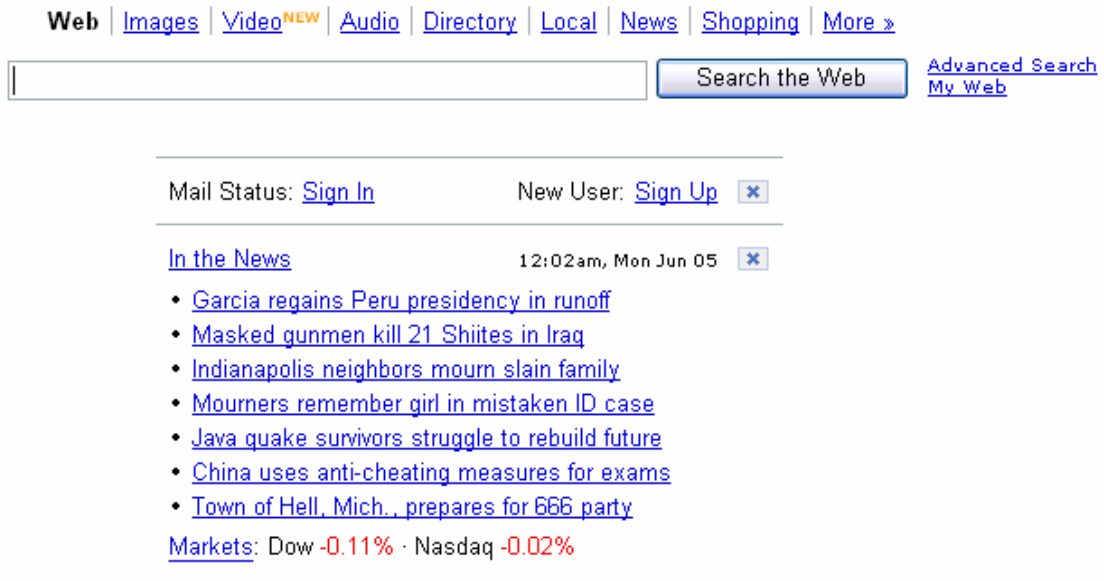 Web | Images | Video NEW | Audio | Directory | Local | News | Shopping | More »
Search the Web
Advanced Search
My Web
Mail Status: Sign In New User: Sign Up
In the News 12:02am, Mon Jun 05
• Garcia regains Peru presidency in runoff
• Masked gunmen kill 21 Shiites in Iraq
• Indianapolis neighbors mourn slain family
• Mourners remember girl in mistaken ID case
• Java quake survivors struggle to rebuild future
• China uses anti-cheating measures for exams
• Town of Hell, Mich., prepares for 666 party
Markets: Dow -0.11% · Nasdaq -0.02%